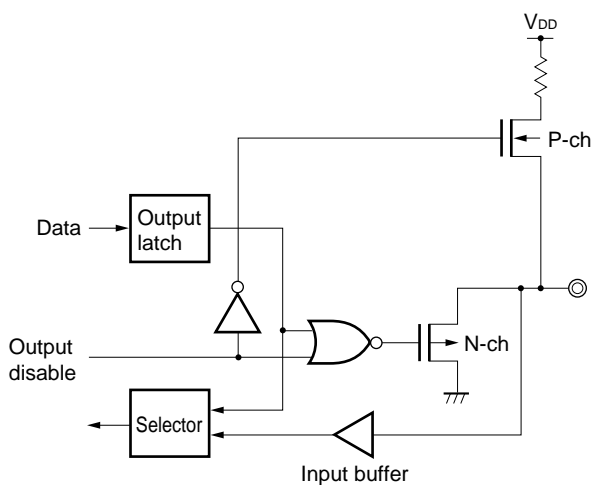 VDD
P-ch
Data
Output
latch
Output
disable
N-ch
Selector
Input buffer